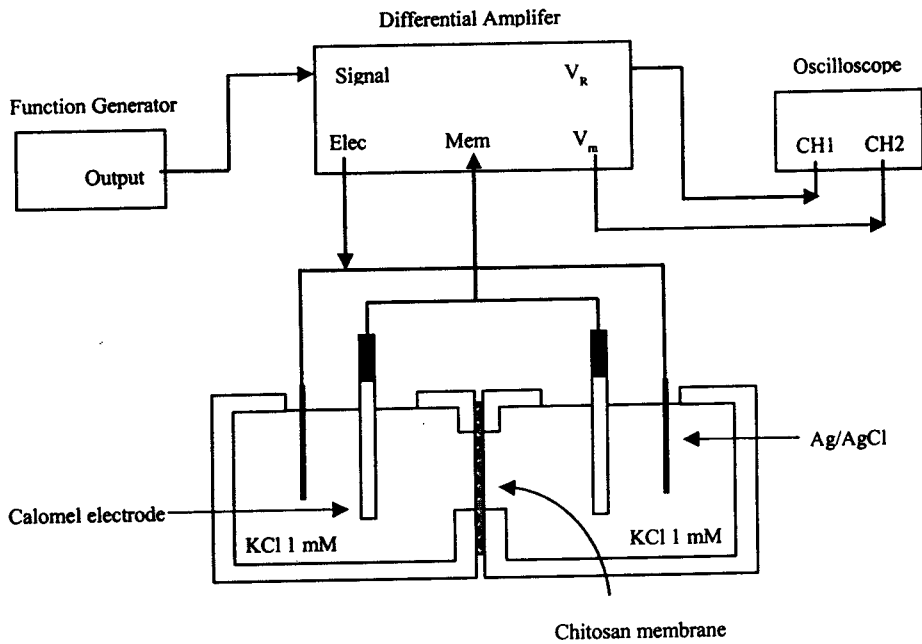 Differential Amplifer
Signal
V_R
Oscilloscope
Function Generator
Elec
Mem
V_m
CH1
CH2
Output
Ag/AgCl
Calomel electrode
KCl 1 mM
KCl 1 mM
Chitosan membrane